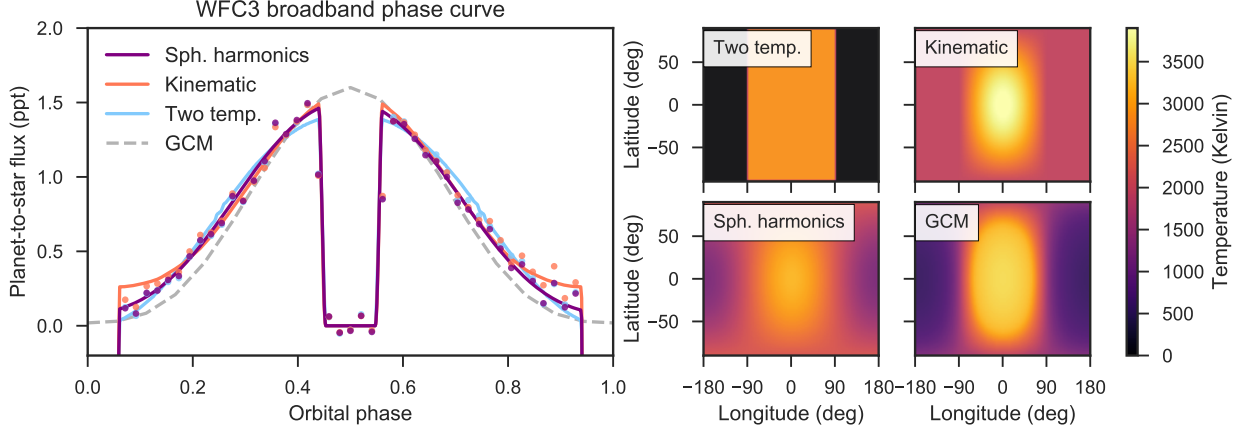 WFC3 broadband phase curve
Planet-to-star flux (ppt)
2.0
1.5
1.0
0.5
0.0
Sph. harmonics
Kinematic
Two temp.
GCM
0.0 0.2 0.4 0.6 0.8 1.0
Orbital phase
Latitude (deg)
50
0
−50
Two temp.
Kinematic
Latitude (deg)
50
0
−50
Sph. harmonics
GCM
−180 −90 0 90 180 −90 0 90 180
Longitude (deg)
Longitude (deg)
3500
3000
2500
2000
1500
1000
500
0
Temperature (Kelvin)